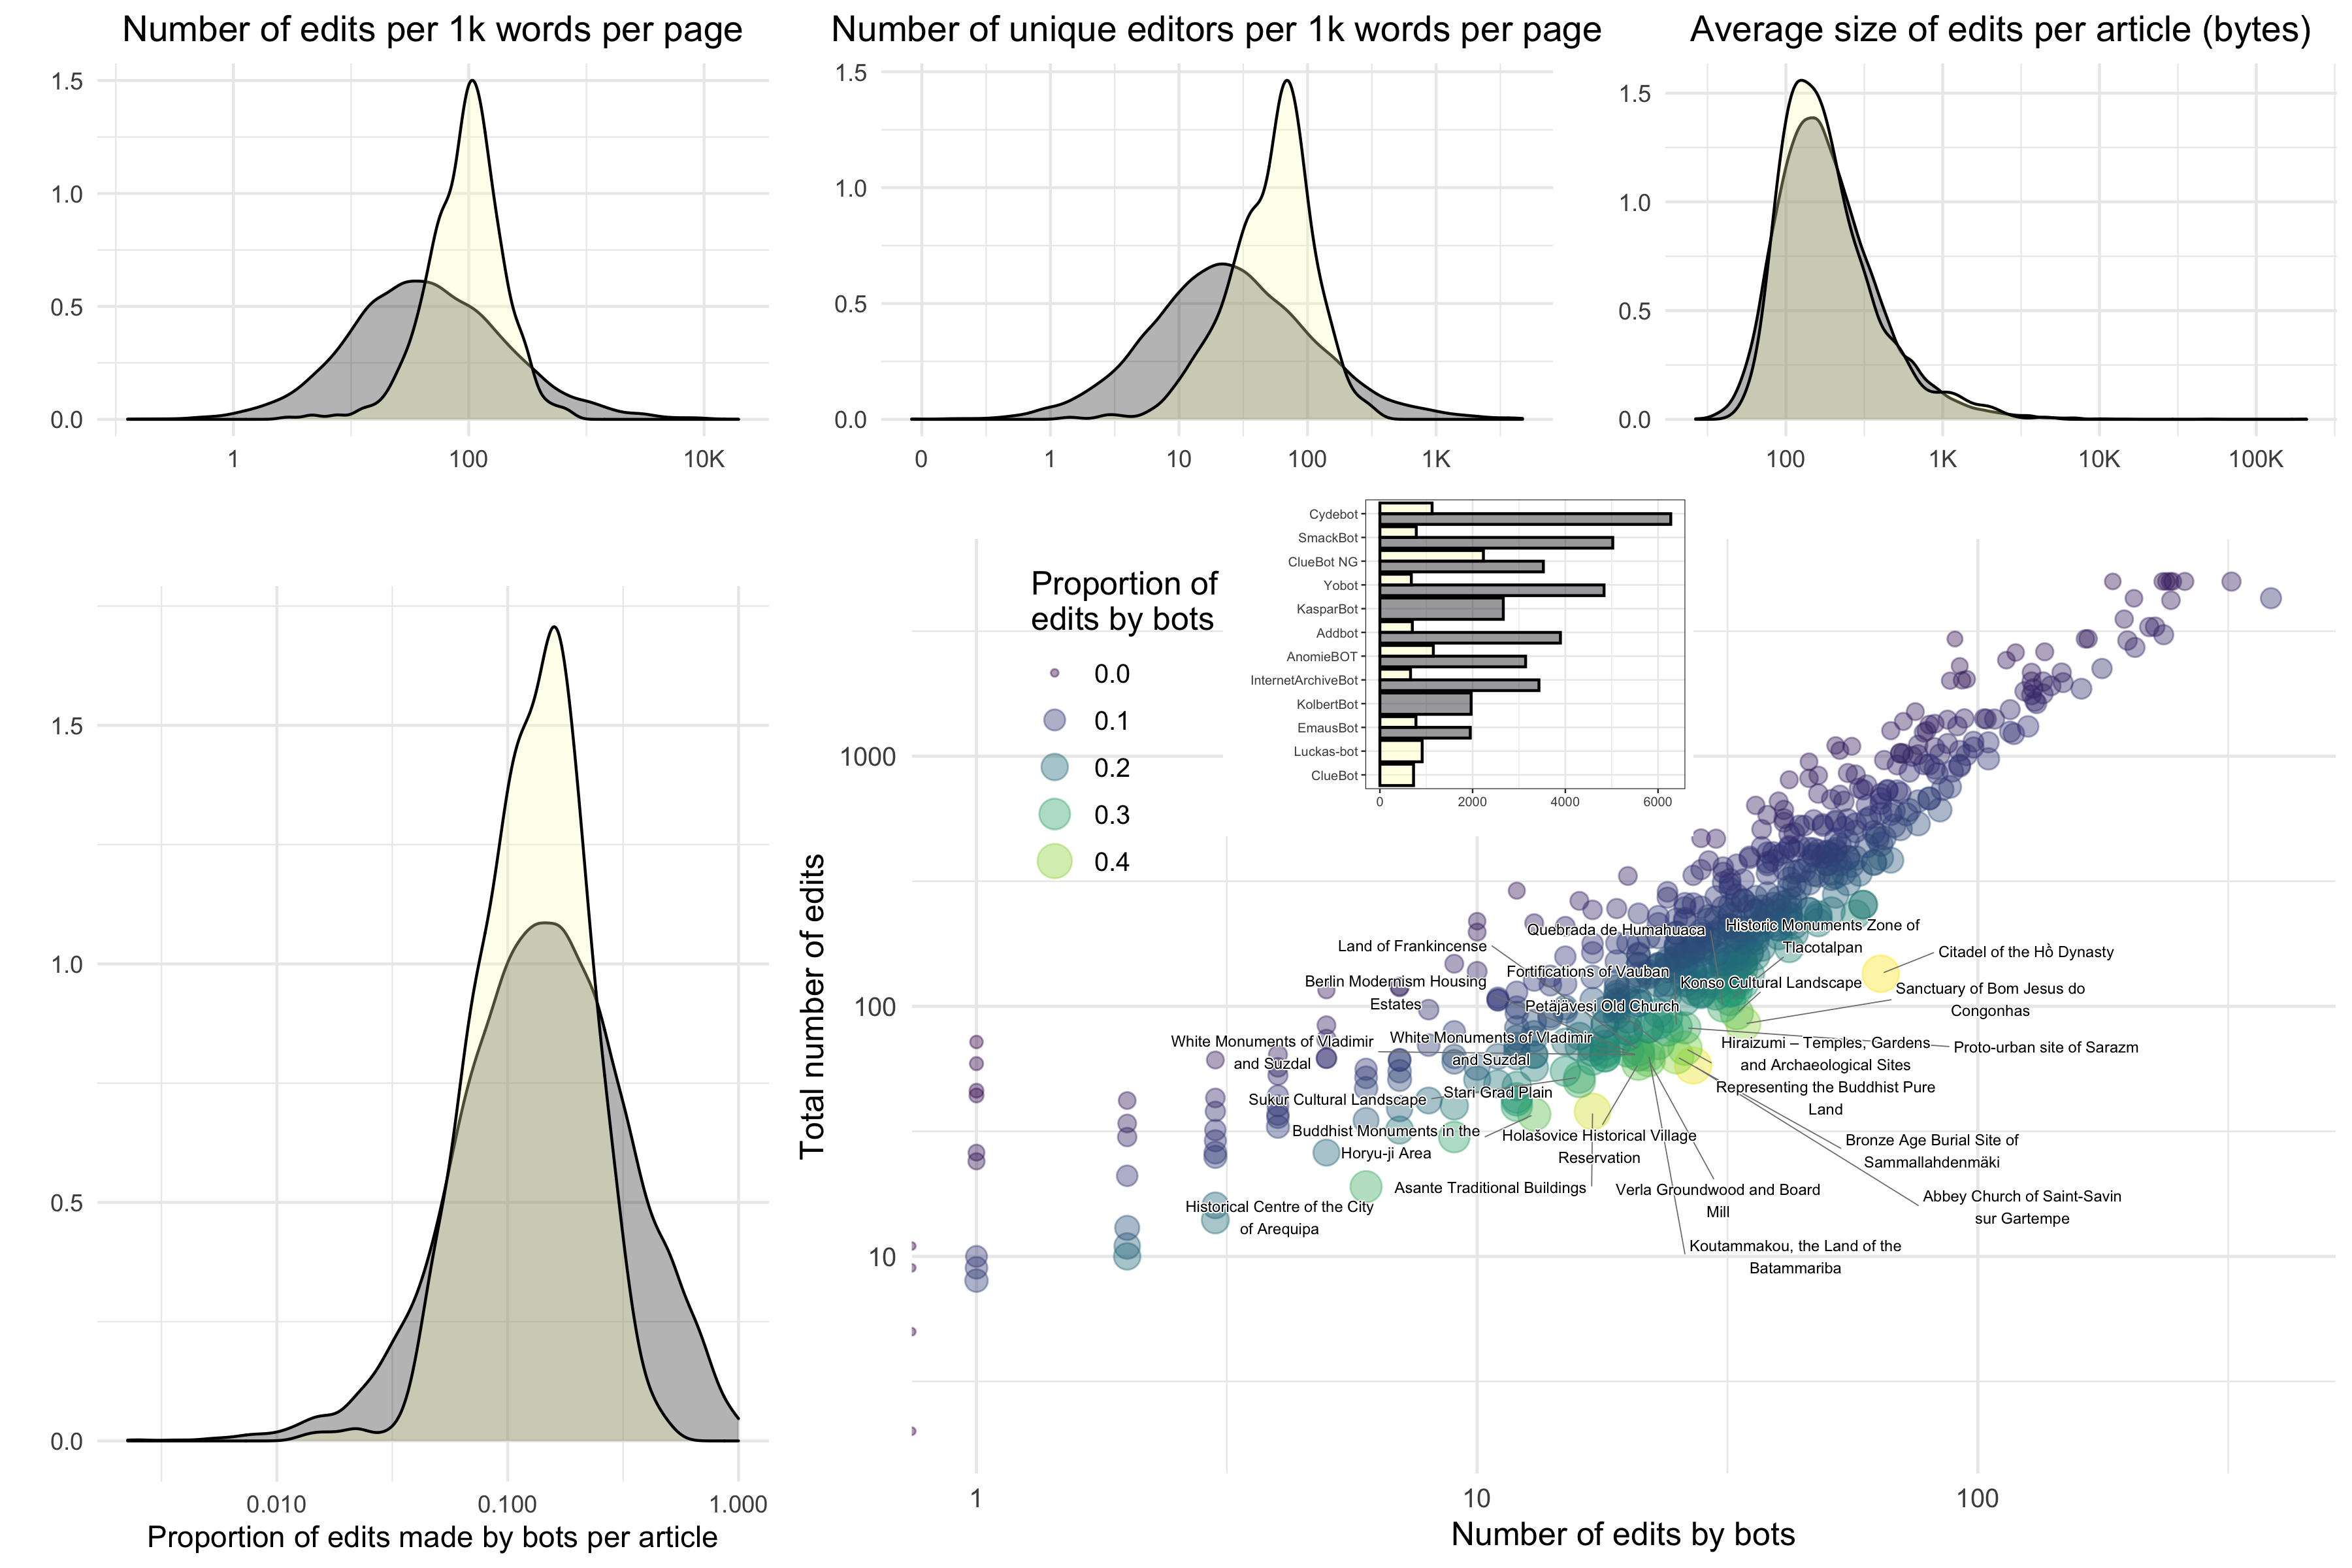 Number of edits per 1k words per page
1.5
1.0
0.5
0.0
1
100
10K
Number of unique editors per 1k words per page
1.5
1.0
0.5
0.0
0
1
10
100
1K
Average size of edits per article (bytes)
1.5
1.0
0.5
0.0
100
1K
10K
100K
1.5
1.0
0.5
0.0
0.010
0.100
1.000
Proportion of edits made by bots per article
Total number of edits
1000
100
10
1
10
100
Number of edits by bots
Proportion of
edits by bots
0.0
0.1
0.2
0.3
0.4
Cydebot
SmackBot
ClueBot NG
Yobot
KasparBot
Addbot
AnomieBOT
InternetArchiveBot
KolbertBot
EmausBot
Luckas-bot
ClueBot
0
2000
4000
6000
Quebrada de Humahuaca
Historic Monuments Zone of
Tlacotalpan
Land of Frankincense
Citadel of the Hồ Dynasty
Fortifications of Vauban
Berlin Modernism Housing
Estates
Konso Cultural Landscape
Sanctuary of Bom Jesus do
Congonhas
Petäjävesi Old Church
White Monuments of Vladimir
and Suzdal
White Monuments of Vladimir
and Suzdal
Hiraizumi – Temples, Gardens
and Archaeological Sites
Representing the Buddhist Pure
Land
Proto-urban site of Sarazm
Sukur Cultural Landscape
Stari Grad Plain
Buddhist Monuments in the
Horyu-ji Area
Holašovice Historical Village
Reservation
Bronze Age Burial Site of
Sammallahdenmäki
Asante Traditional Buildings
Verla Groundwood and Board
Mill
Abbey Church of Saint-Savin
sur Gartempe
Historical Centre of the City
of Arequipa
Koutammakou, the Land of the
Batammariba